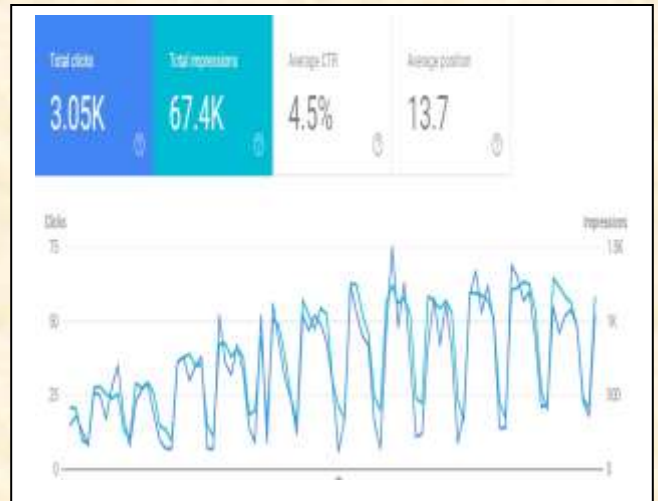 Total clicks
3.05K
Total impressions
67.4K
Average CTR
4.5%
Average position
13.7
Clicks
Impressions
75
1.5K
50
1K
25
500
0
0